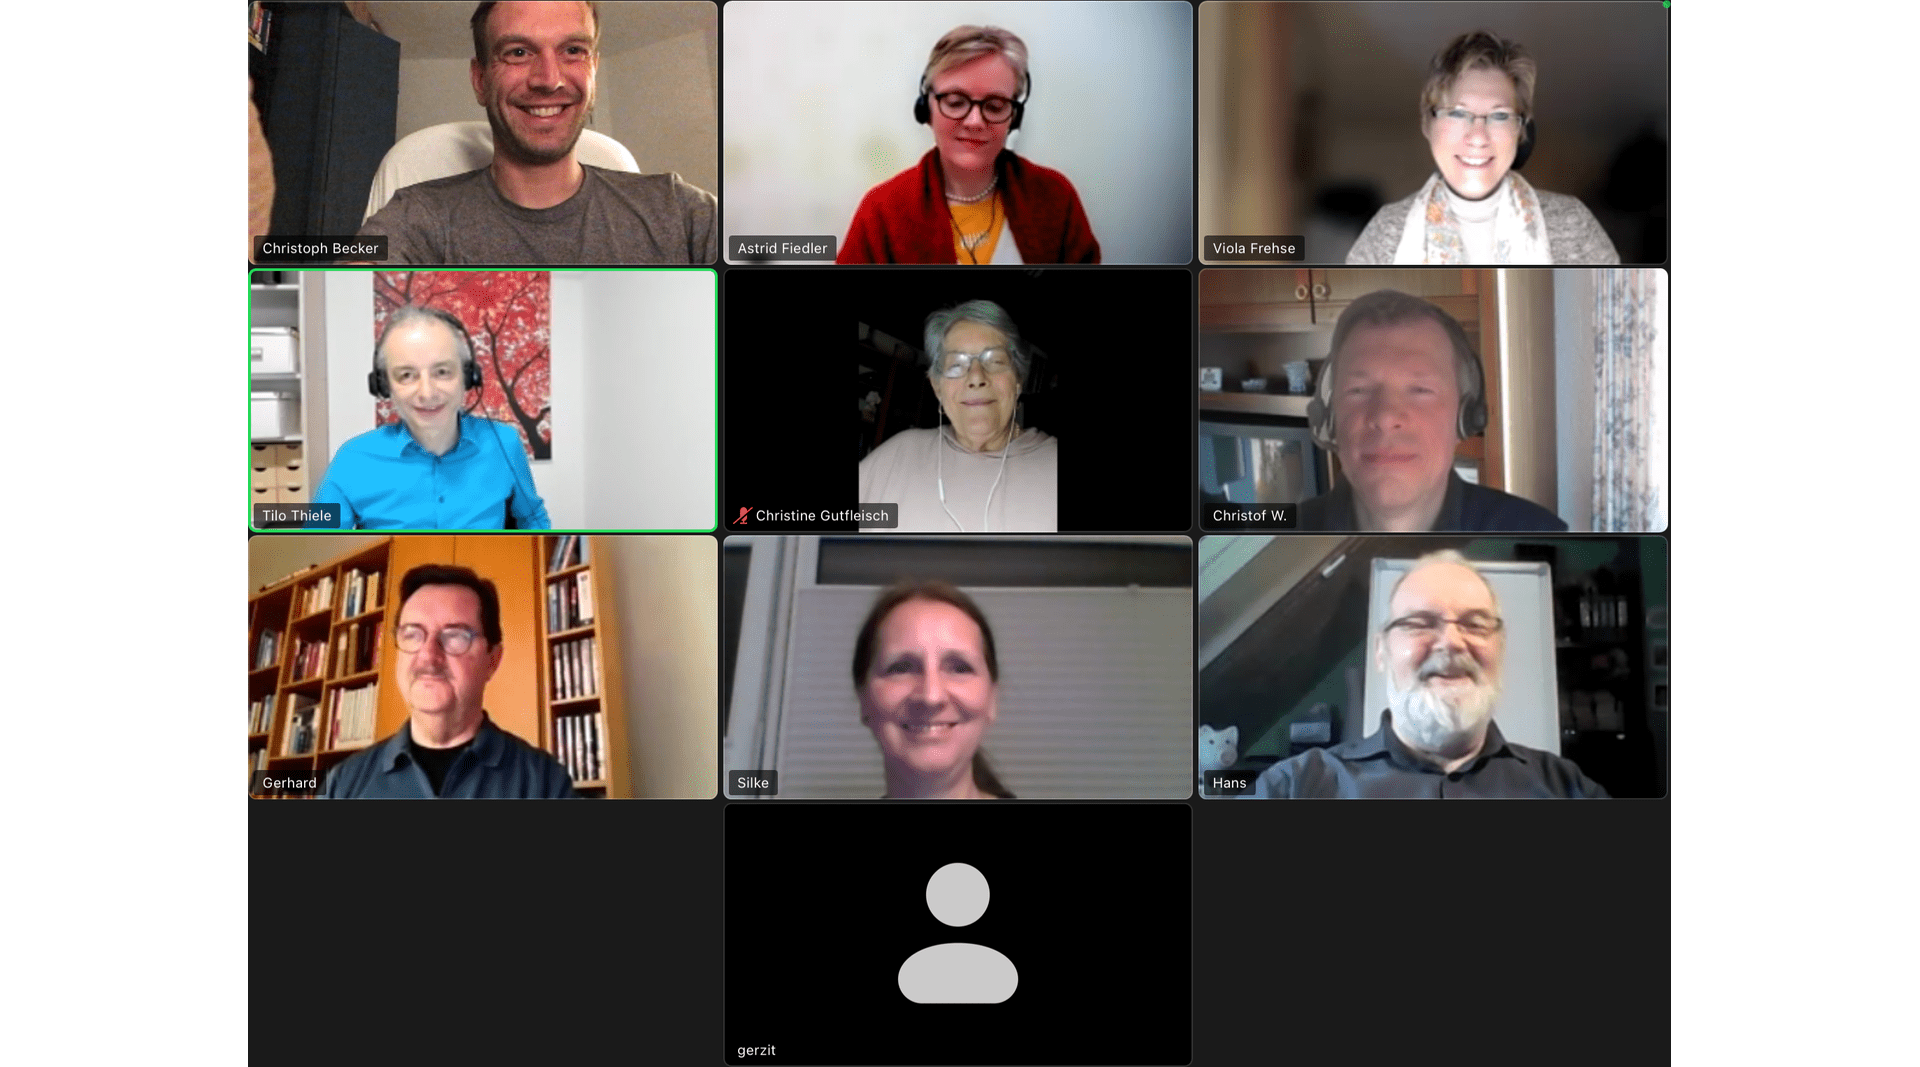 Christoph Becker
Astrid Fiedler
Viola Frehse
Tilo Thiele
Christine Gutfleisch
Christof W.
Gerhard
Silke
Hans
gerzit